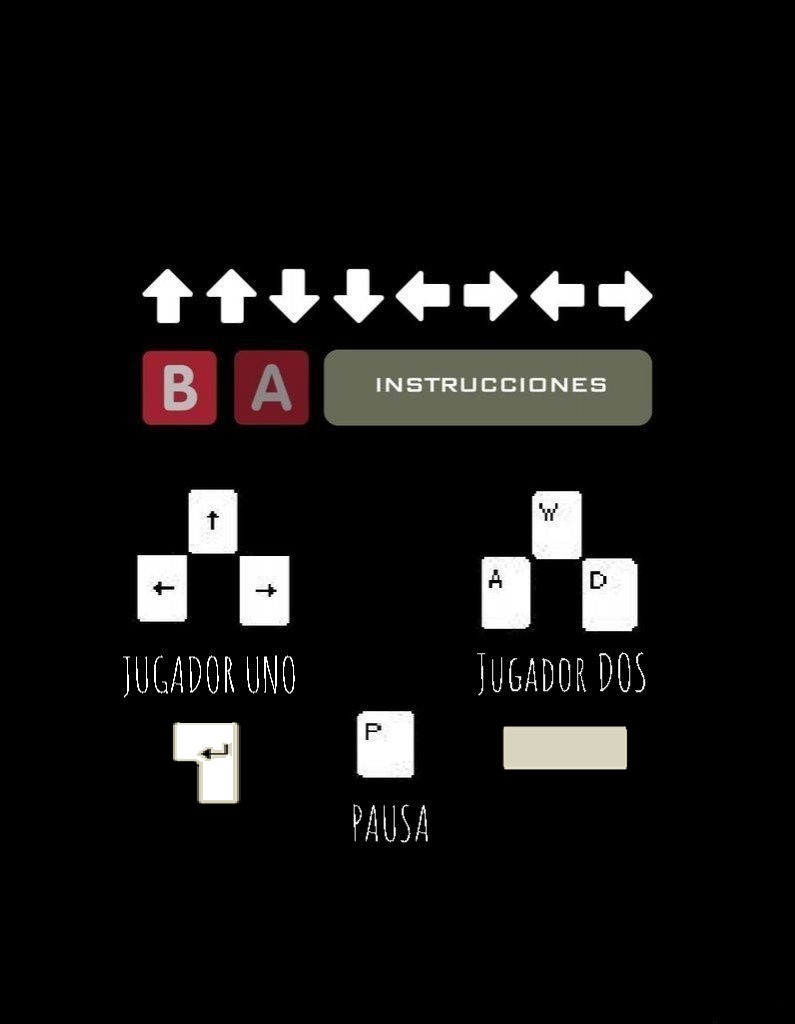 ↑ ↑ ↓ ↓ ← → ← →
B A INSTRUCCIONES
↑ W
← → A D
JUGADOR UNO JUGADOR DOS
↵ P
PAUSA